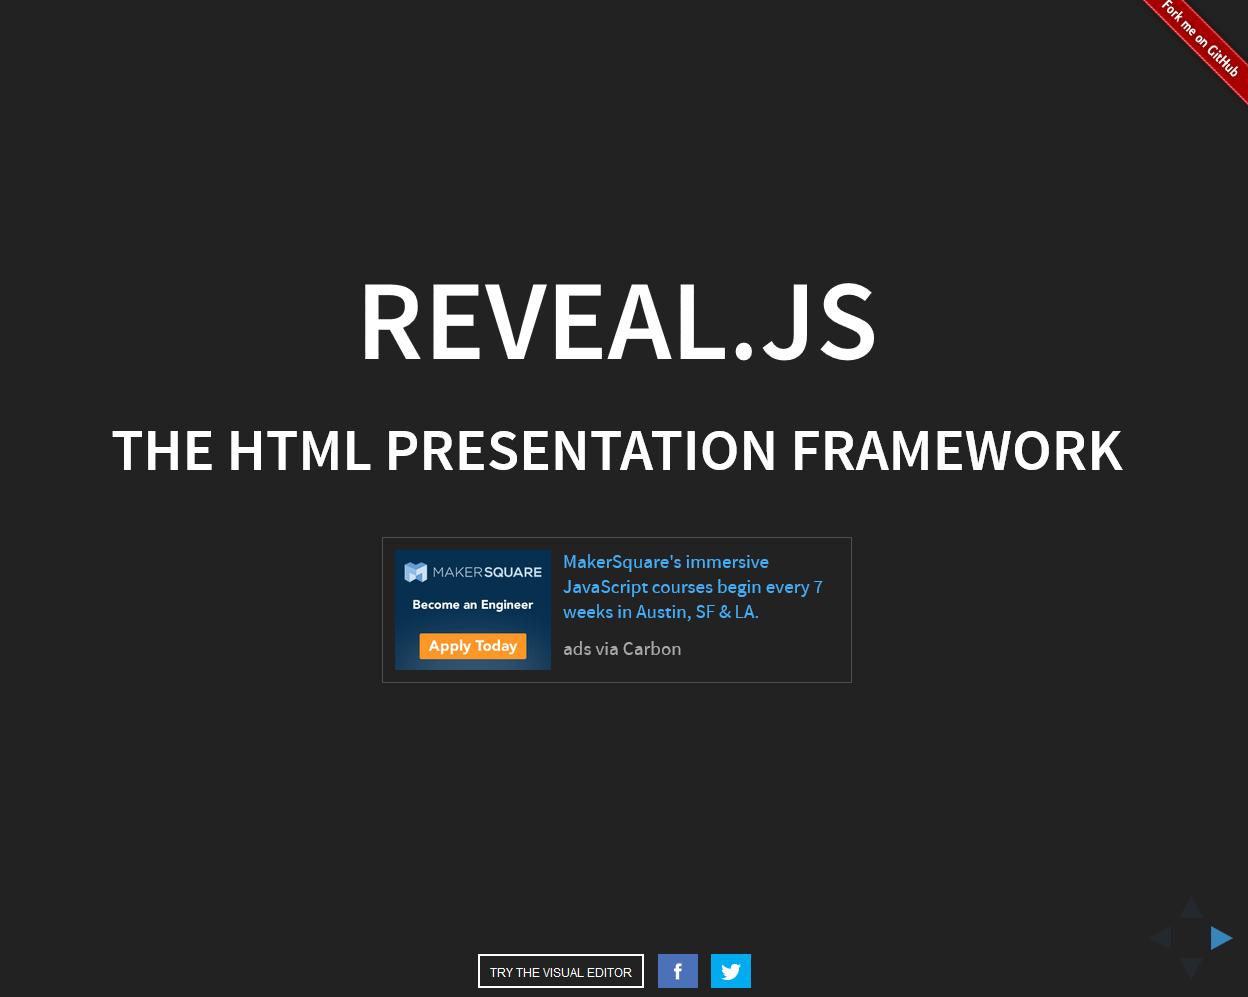 Fork me on GitHub
REVEAL.JS
THE HTML PRESENTATION FRAMEWORK
MAKERSQUARE
Become an Engineer
Apply Today
MakerSquare's immersive
JavaScript courses begin every 7
weeks in Austin, SF & LA.
ads via Carbon
TRY THE VISUAL EDITOR